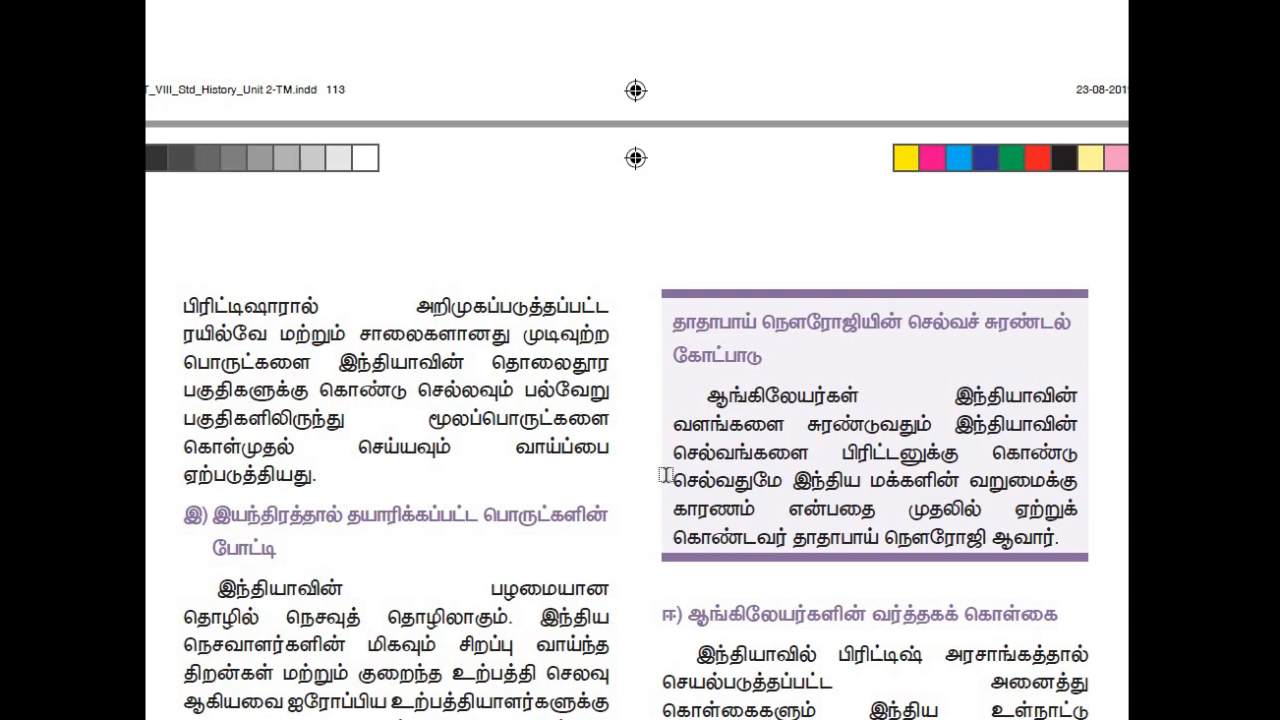 T_VIII_Std_History_Unit 2-TM.indd 113
23-08-201
பிரிட்டிஷாரால் அறிமுகப்படுத்தப்பட்ட
ரயில்வே மற்றும் சாலைகளானது முடிவுற்ற
பொருட்களை இந்தியாவின் தொலைதூர
பகுதிகளுக்கு கொண்டு செல்லவும் பல்வேறு
பகுதிகளிலிருந்து மூலப்பொருட்களை
கொள்முதல் செய்யவும் வாய்ப்பை
ஏற்படுத்தியது.
இ) இயந்திரத்தால் தயாரிக்கப்பட்ட பொருட்களின்
போட்டி
இந்தியாவின் பழமையான
தொழில் நெசவுத் தொழிலாகும். இந்திய
நெசவாளர்களின் மிகவும் சிறப்பு வாய்ந்த
திறன்கள் மற்றும் குறைந்த உற்பத்தி செலவு
ஆகியவை ஐரோப்பிய உற்பத்தியாளர்களுக்கு
தாதாபாய் நௌரோஜியின் செல்வச் சுரண்டல்
கோட்பாடு
ஆங்கிலேயர்கள் இந்தியாவின்
வளங்களை சுரண்டுவதும் இந்தியாவின்
செல்வங்களை பிரிட்டனுக்கு கொண்டு
செல்வதுமே இந்திய மக்களின் வறுமைக்கு
காரணம் என்பதை முதலில் ஏற்றுக்
கொண்டவர் தாதாபாய் நௌரோஜி ஆவார்.
ஈ) ஆங்கிலேயர்களின் வர்த்தகக் கொள்கை
இந்தியாவில் பிரிட்டிஷ் அரசாங்கத்தால்
செயல்படுத்தப்பட்ட அனைத்து
கொள்கைகளும் இந்திய உள்நாட்டு